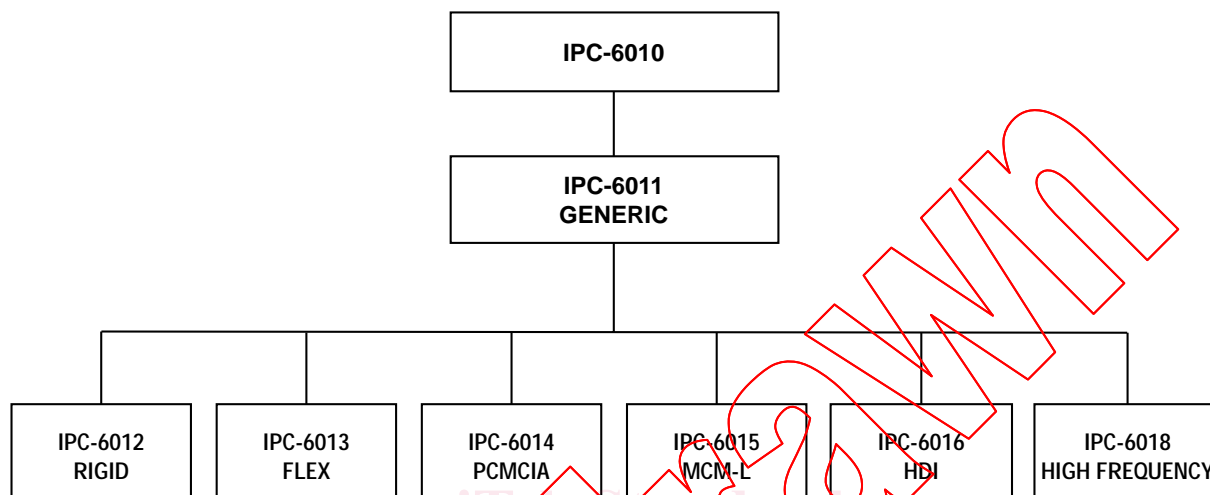 IPC-6010
IPC-6011
GENERIC
IPC-6012
RIGID
IPC-6013
FLEX
IPC-6014
PCMCIA
IPC-6015
MCM-L
IPC-6016
HDI
IPC-6018
HIGH FREQUENCY